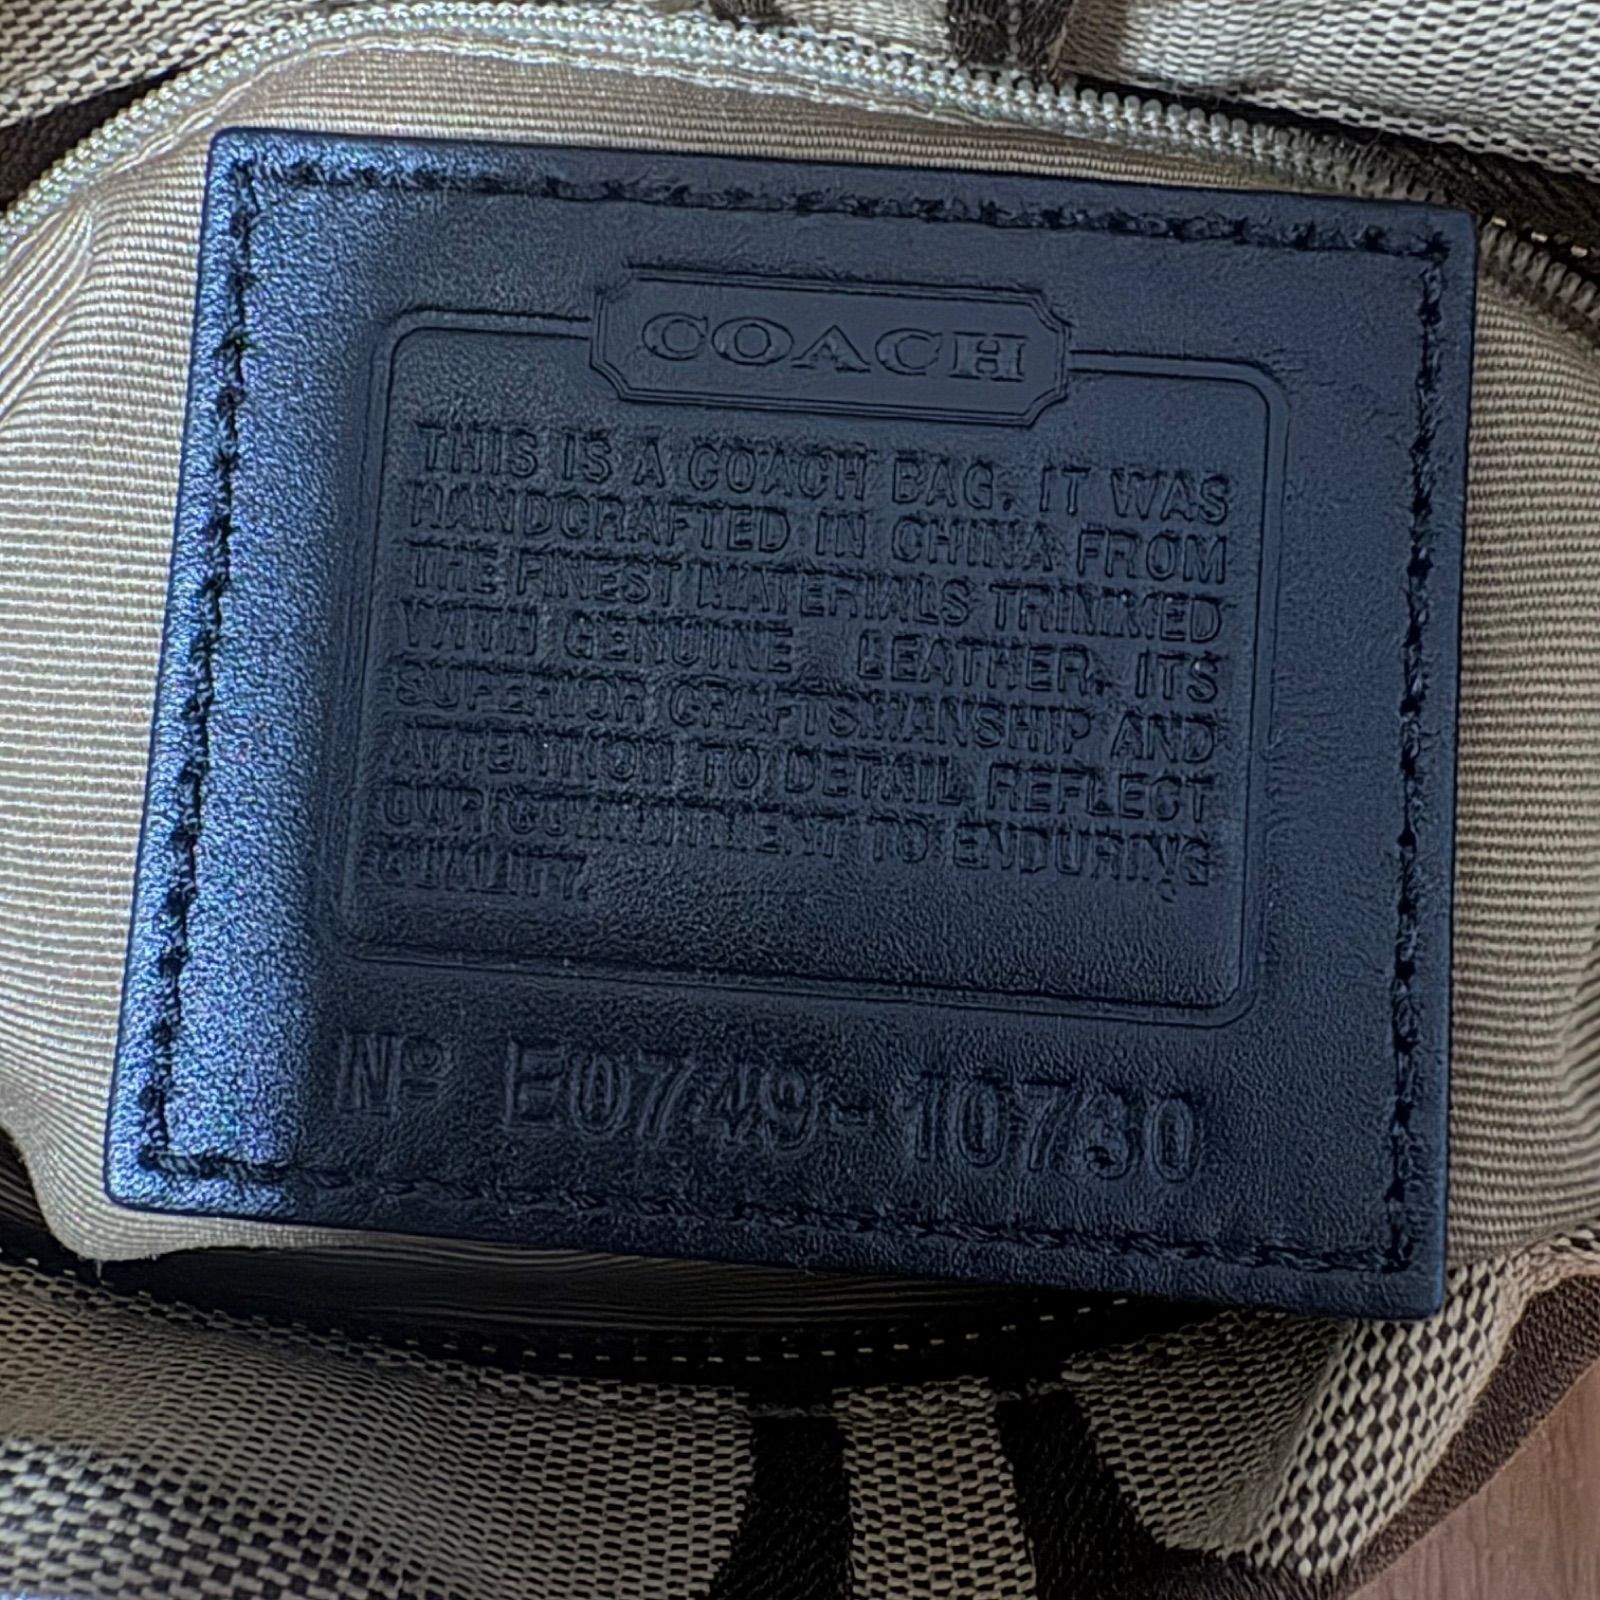 COACH
THIS IS A COACH BAG. IT WAS
HANDCRAFTED IN CHINA FROM
THE FINEST MATERIALS TRIMMED
WITH GENUINE LEATHER. ITS
SUPERIOR CRAFTSMANSHIP AND
ATTENTION TO DETAIL REFLECT
OUR COMMITMENT TO ENDURING
QUALITY.
Nº E0749-10730